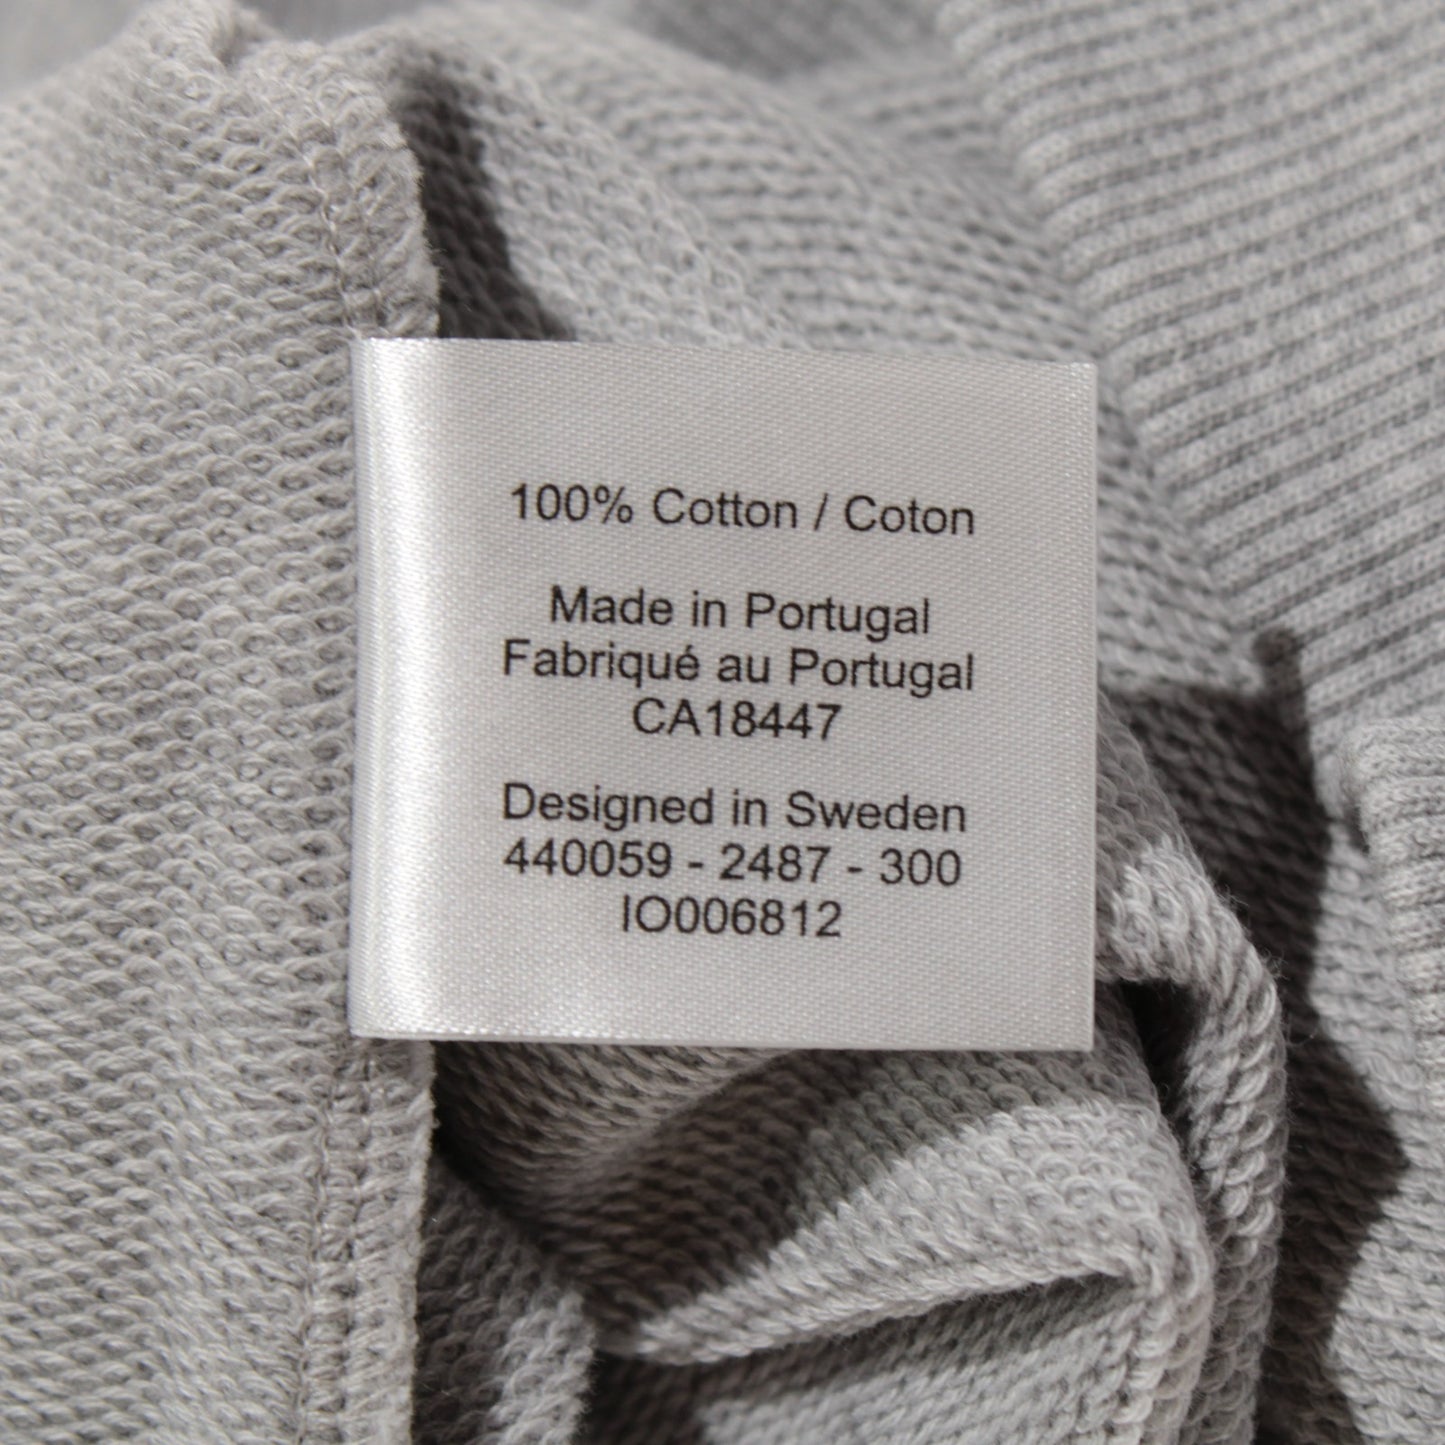 100% Cotton / Coton
Made in Portugal
Fabriqué au Portugal
CA18447
Designed in Sweden
440059 - 2487 - 300
IO006812